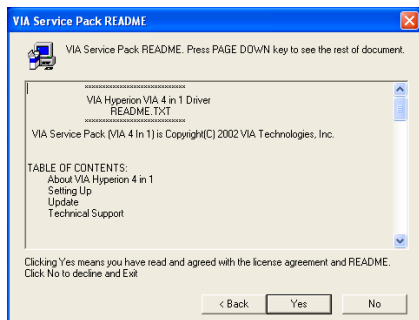 VIA Service Pack README
VIA Service Pack README. Press PAGE DOWN key to see the rest of document.
****************************
VIA Hyperion VIA 4 in 1 Driver
README.TXT
****************************
VIA Service Pack (VIA 4 In 1) is Copyright(C) 2002 VIA Technologies, Inc.
TABLE OF CONTENTS:
About VIA Hyperion 4 in 1
Setting Up
Update
Technical Support
Clicking Yes means you have read and agreed with the license agreement and README.
Click No to decline and Exit
< Back
Yes
No